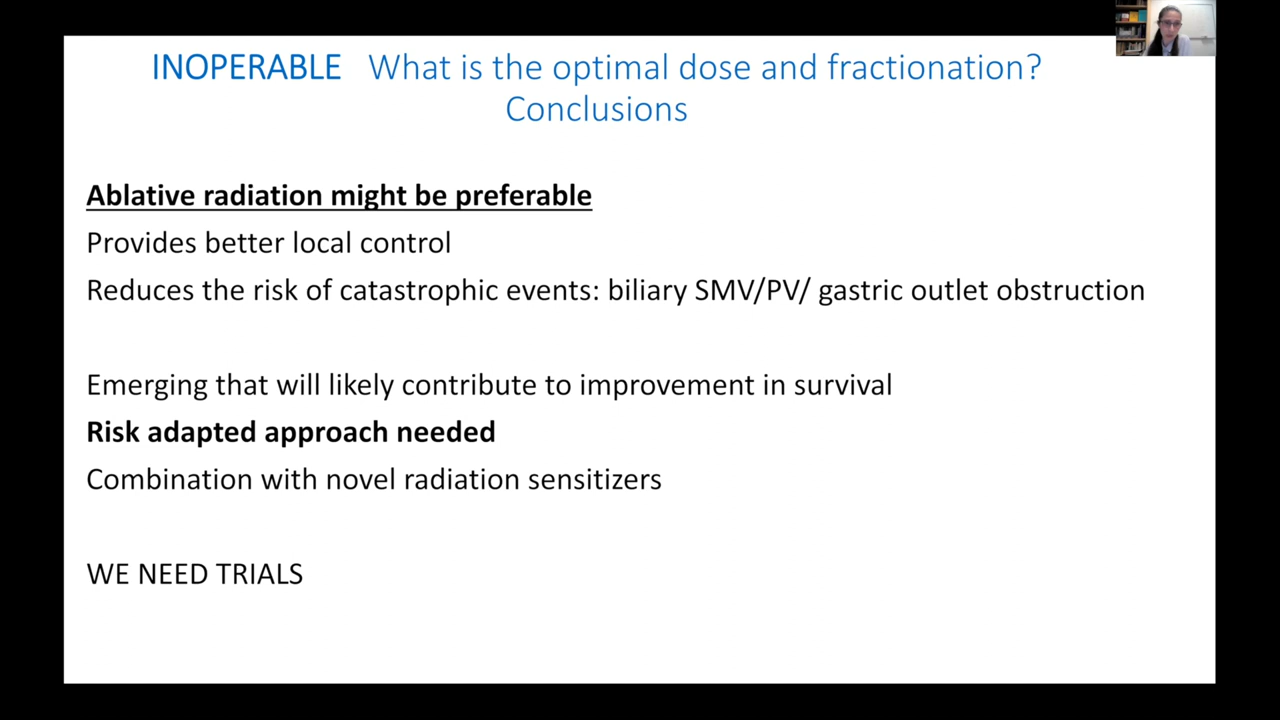 INOPERABLE What is the optimal dose and fractionation?
Conclusions
Ablative radiation might be preferable
Provides better local control
Reduces the risk of catastrophic events: biliary SMV/PV/ gastric outlet obstruction
Emerging that will likely contribute to improvement in survival
Risk adapted approach needed
Combination with novel radiation sensitizers
WE NEED TRIALS